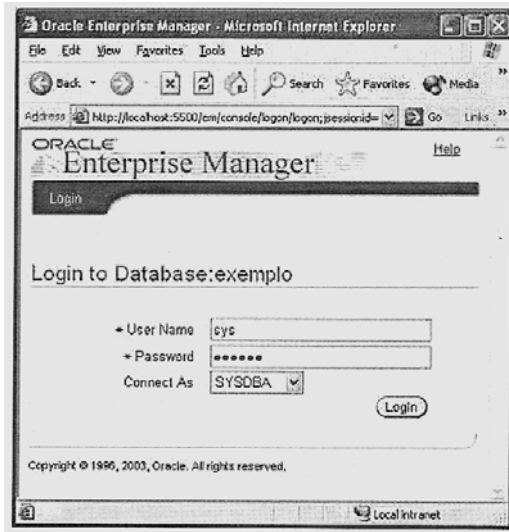 Oracle Enterprise Manager - Microsoft Internet Explorer
File Edit View Favorites Tools Help
Back Search Favorites Media »
Address http://localhost:5500/em/console/logon/logon;jsessionid= Go Links »
ORACLE
Enterprise Manager
Help
Login
Login to Database:exemplo
* User Name sys
* Password ••••••
Connect As SYSDBA
Login
Copyright © 1996, 2003, Oracle. All rights reserved.
Local intranet